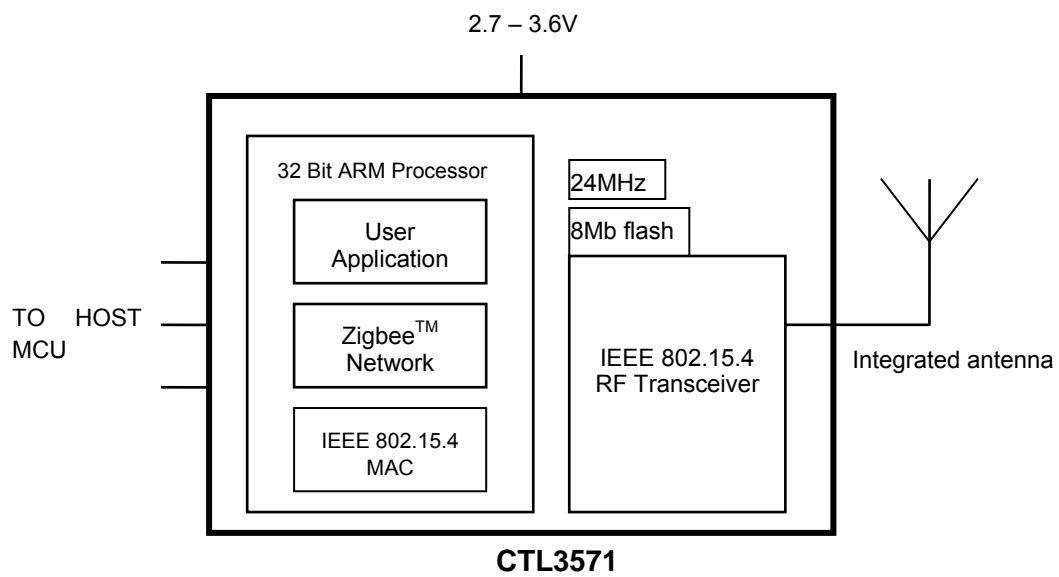 2.7 – 3.6V
32 Bit ARM Processor
User
Application
Zigbee™
Network
IEEE 802.15.4
MAC
24MHz
8Mb flash
IEEE 802.15.4
RF Transceiver
TO HOST
MCU
Integrated antenna
CTL3571